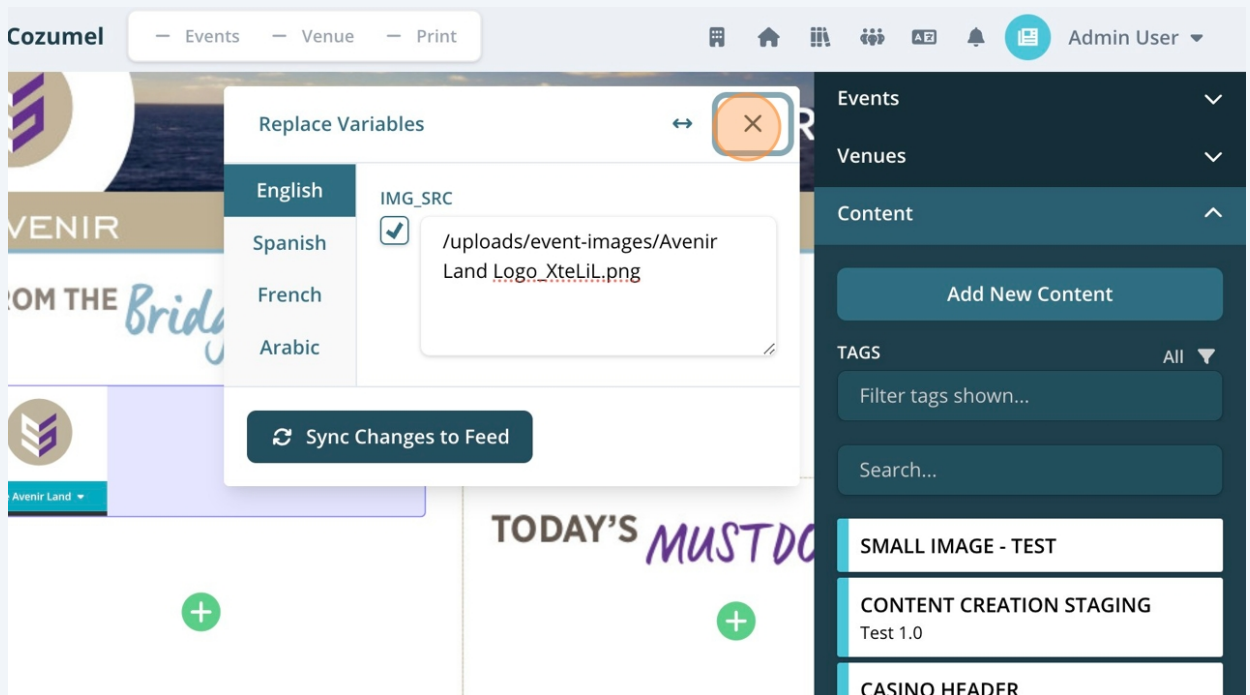 Cozumel
Events
Venue
Print
Admin User
Replace Variables
English
Spanish
French
Arabic
IMG_SRC
/uploads/event-images/Avenir
Land Logo_XteLiL.png
Sync Changes to Feed
VENIR
OM THE
Avenir Land
TODAY'S MUSTDO
Events
Venues
Content
Add New Content
TAGS
All
Filter tags shown...
Search...
SMALL IMAGE - TEST
CONTENT CREATION STAGING
Test 1.0
CASINO HEADER